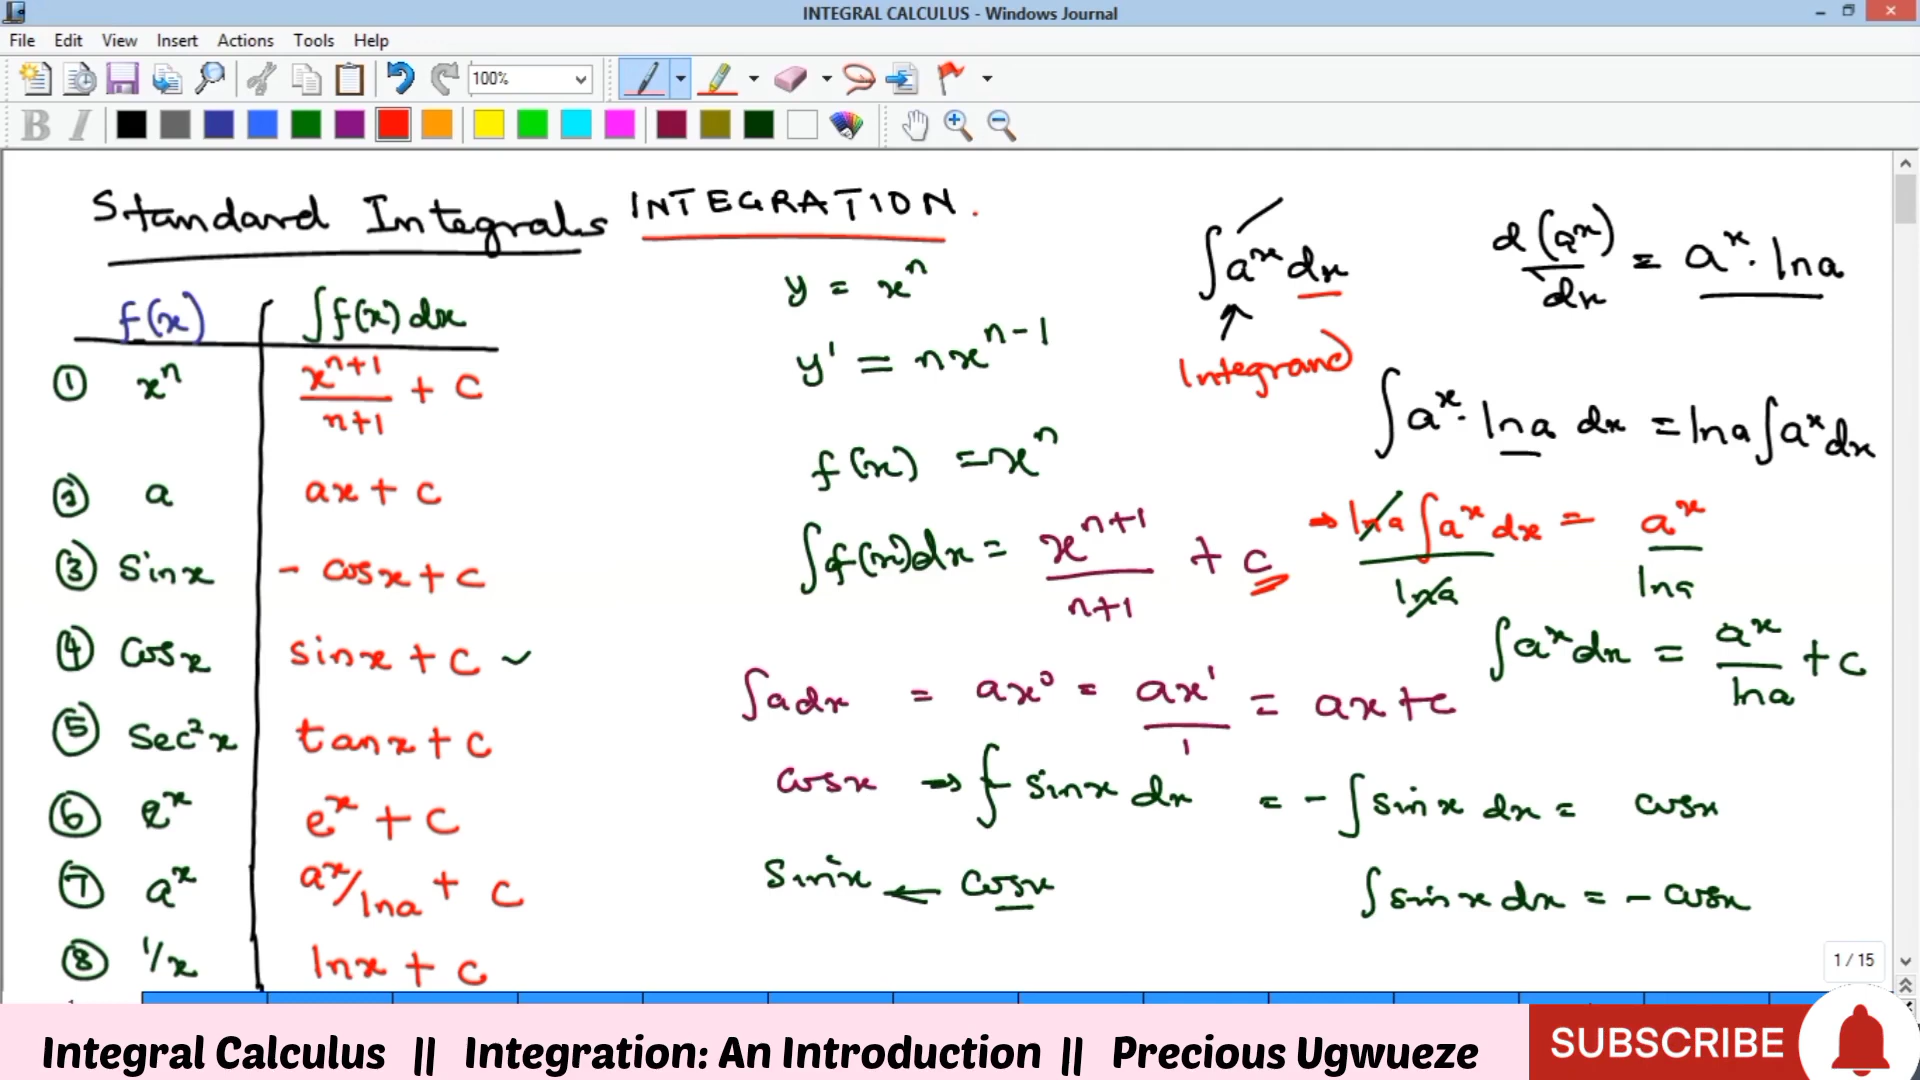 INTEGRAL CALCULUS - Windows Journal
File Edit View Insert Actions Tools Help
100%
B I
Standard Integrals INTEGRATION.
f(x) ∫f(x)dx
① xⁿ xⁿ⁺¹/n+1 + C
② a ax + c
③ Sinx - cosx + c
④ Cosx sinx + C ✓
⑤ Sec²x tanx + C
⑥ eˣ eˣ + C
⑦ aˣ aˣ/lna + C
⑧ 1/x lnx + C
y = xⁿ
y' = nxⁿ⁻¹
f(x) = xⁿ
∫f(x)dx = xⁿ⁺¹/n+1 + C
∫adx = ax⁰ = ax¹/1 = ax+c
cosx ⇒ ∫- sinx dx = - ∫sinx dx = cosx
Sinx ← cosx ∫sinx dx = - cosx
∫aˣ dx
↑
Integrand
d(aˣ)/dx = aˣ. lna
∫aˣ. lna dx = lna∫aˣdx
⇒ lna∫aˣdx/lna = aˣ/lna
∫aˣdx = aˣ/lna + C
1 / 15
Integral Calculus || Integration: An Introduction || Precious Ugwueze
SUBSCRIBE